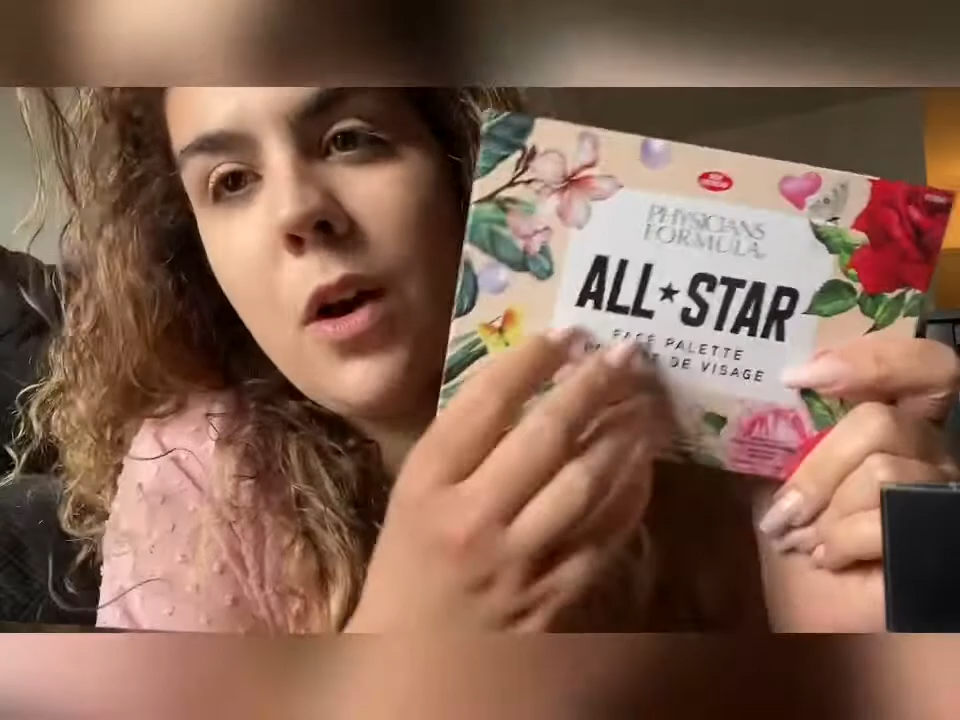 PHYSICIANS
FORMULA
ALL★STAR
FACE PALETTE
DE VISAGE